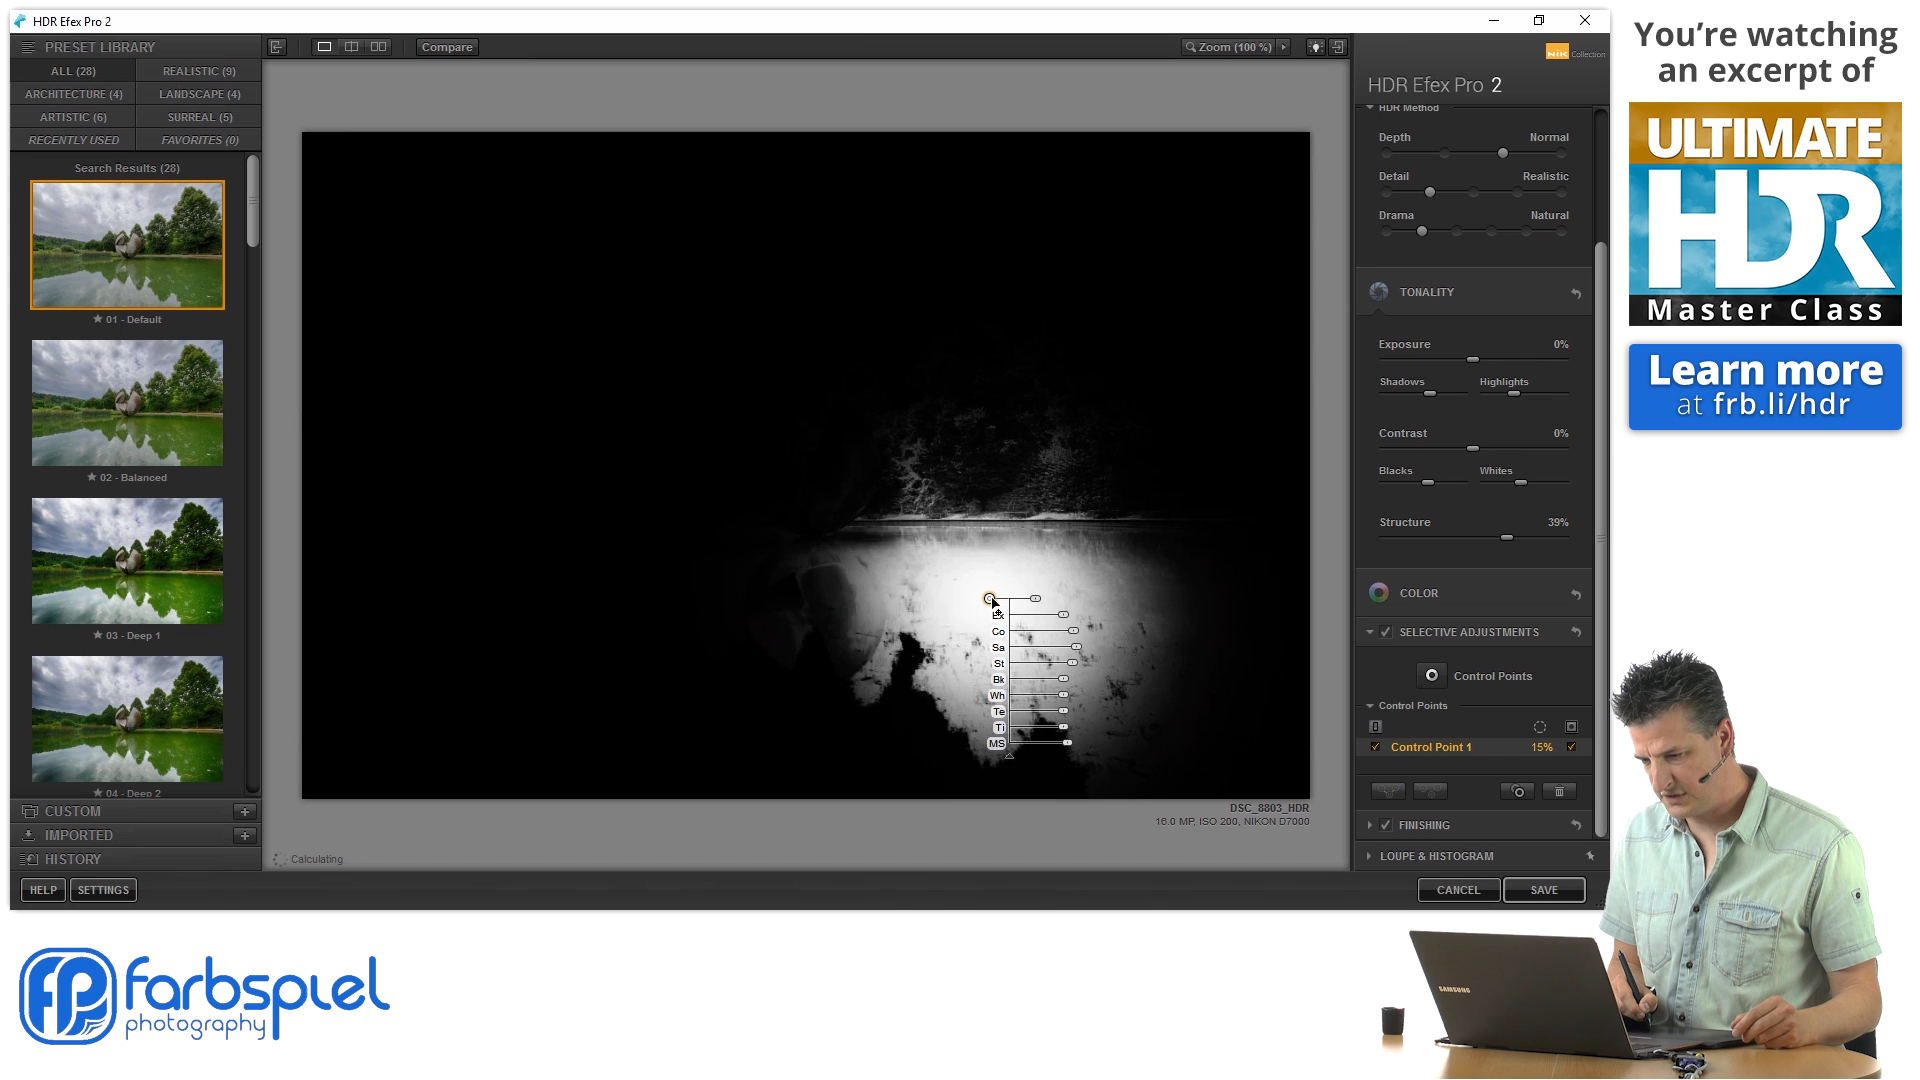 HDR Efex Pro 2
PRESET LIBRARY
ALL (28)
REALISTIC (9)
ARCHITECTURE (4)
LANDSCAPE (4)
ARTISTIC (6)
SURREAL (5)
RECENTLY USED
FAVORITES (0)
Search Results (28)
★ 01 - Default
★ 02 - Balanced
★ 03 - Deep 1
★ 04 - Deep 2
CUSTOM
IMPORTED
HISTORY
HELP
SETTINGS
Compare
Zoom (100 %)
Ex
Co
Sa
St
Bk
Wh
Te
Ti
MS
DSC_8803_HDR
16.0 MP, ISO 200, NIKON D7000
Calculating
Nik Collection
HDR Efex Pro 2
HDR Method
Depth Normal
Detail Realistic
Drama Natural
TONALITY
Exposure 0%
Shadows Highlights
Contrast 0%
Blacks Whites
Structure 39%
COLOR
SELECTIVE ADJUSTMENTS
Control Points
Control Points
Control Point 1 15%
FINISHING
LOUPE & HISTOGRAM
CANCEL
SAVE
You're watching
an excerpt of
ULTIMATE
HDR
Master Class
Learn more
at frb.li/hdr
SAMSUNG
fp farbspiel
photography